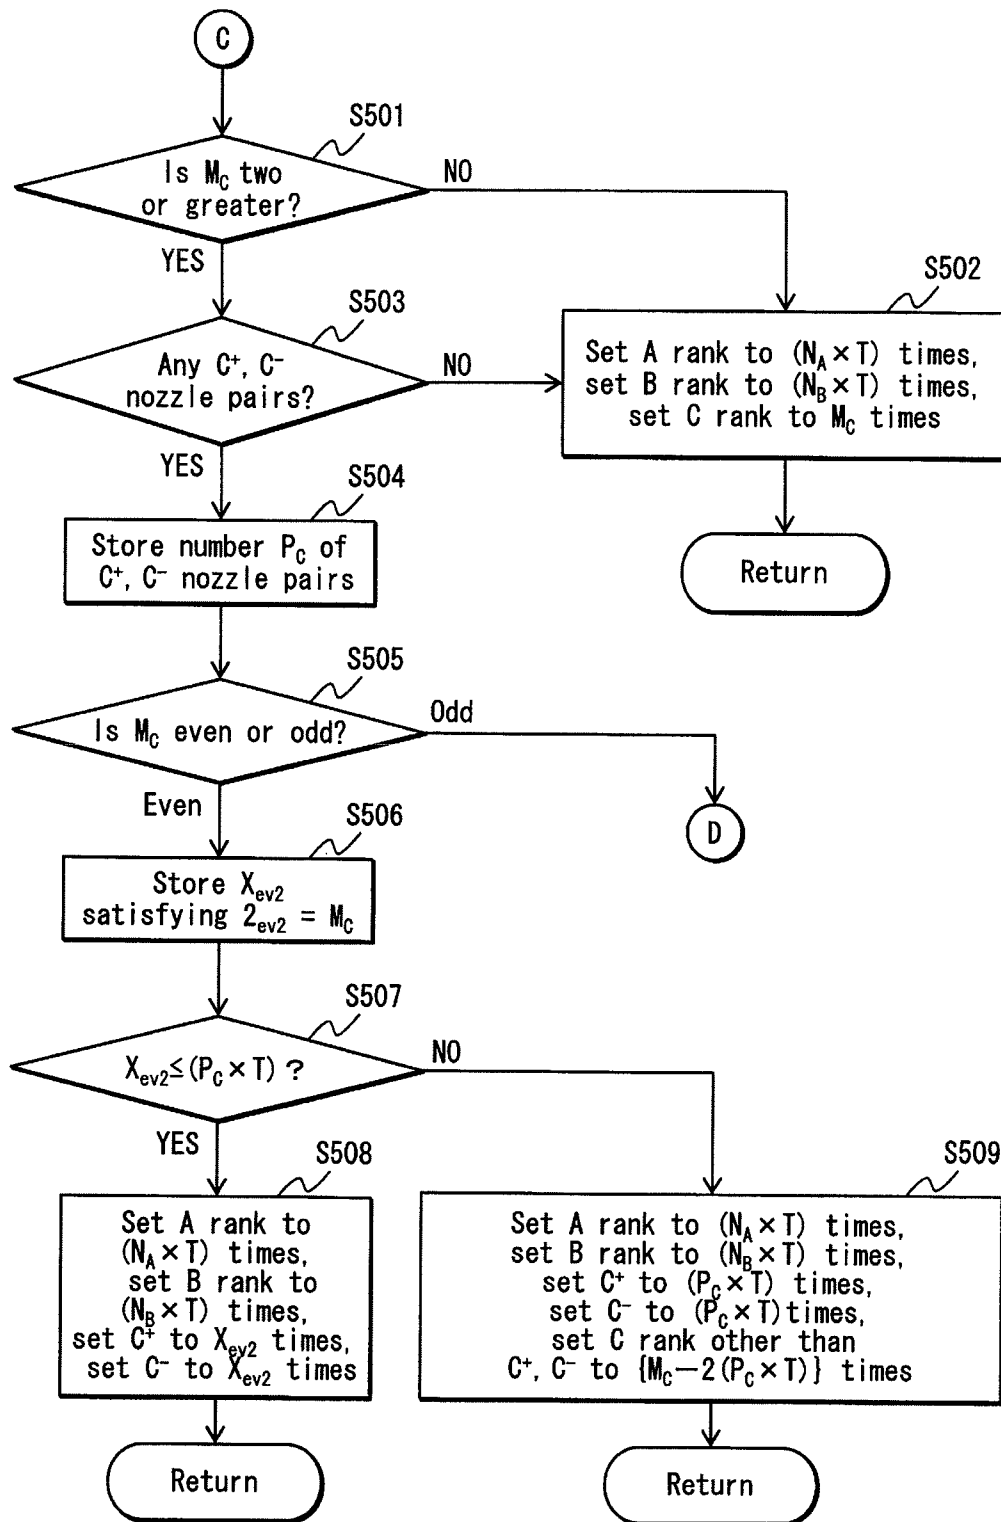 C
S501
Is M_C two
or greater?
NO
YES
S502
Set A rank to (N_A×T) times,
set B rank to (N_B×T) times,
set C rank to M_C times
Return
S503
Any C⁺, C⁻
nozzle pairs?
NO
YES
S504
Store number P_C of
C⁺, C⁻ nozzle pairs
S505
Is M_C even or odd?
Odd
D
Even
S506
Store X_ev2
satisfying 2_ev2 = M_C
S507
X_ev2≤(P_C×T) ?
NO
YES
S508
Set A rank to
(N_A×T) times,
set B rank to
(N_B×T) times,
set C⁺ to X_ev2 times,
set C⁻ to X_ev2 times
Return
S509
Set A rank to (N_A×T) times,
set B rank to (N_B×T) times,
set C⁺ to (P_C×T) times,
set C⁻ to (P_C×T)times,
set C rank other than
C⁺, C⁻ to {M_C−2(P_C×T)} times
Return